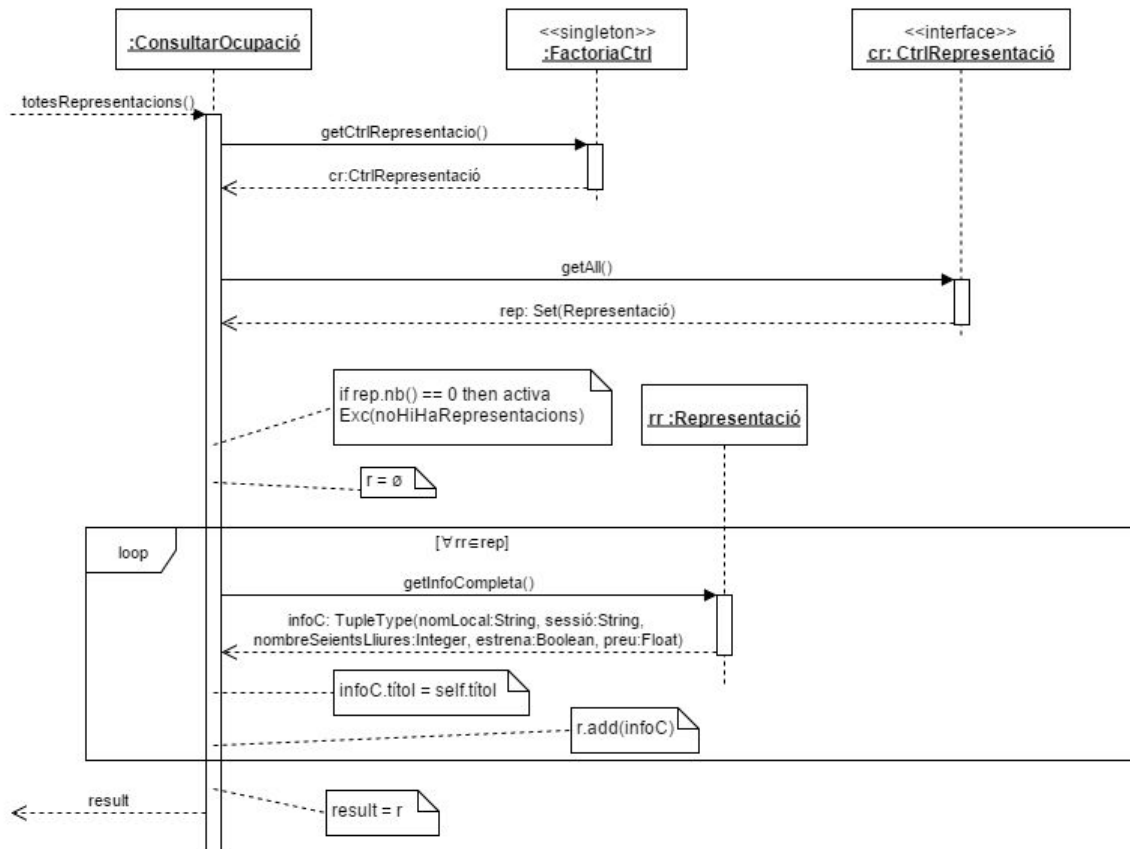 :ConsultarOcupació
<<singleton>>
:FactoriaCtrl
<<interface>>
cr: CtrlRepresentació
totesRepresentacions()
getCtrlRepresentacio()
cr:CtrlRepresentació
getAll()
rep: Set(Representació)
if rep.nb() == 0 then activa
Exc(noHiHaRepresentacions)
rr :Representació
r = ø
loop
[∀rr∈rep]
getInfoCompleta()
infoC: TupleType(nomLocal:String, sessió:String,
nombreSeientsLliures:Integer, estrena:Boolean, preu:Float)
infoC.títol = self.títol
r.add(infoC)
result
result = r